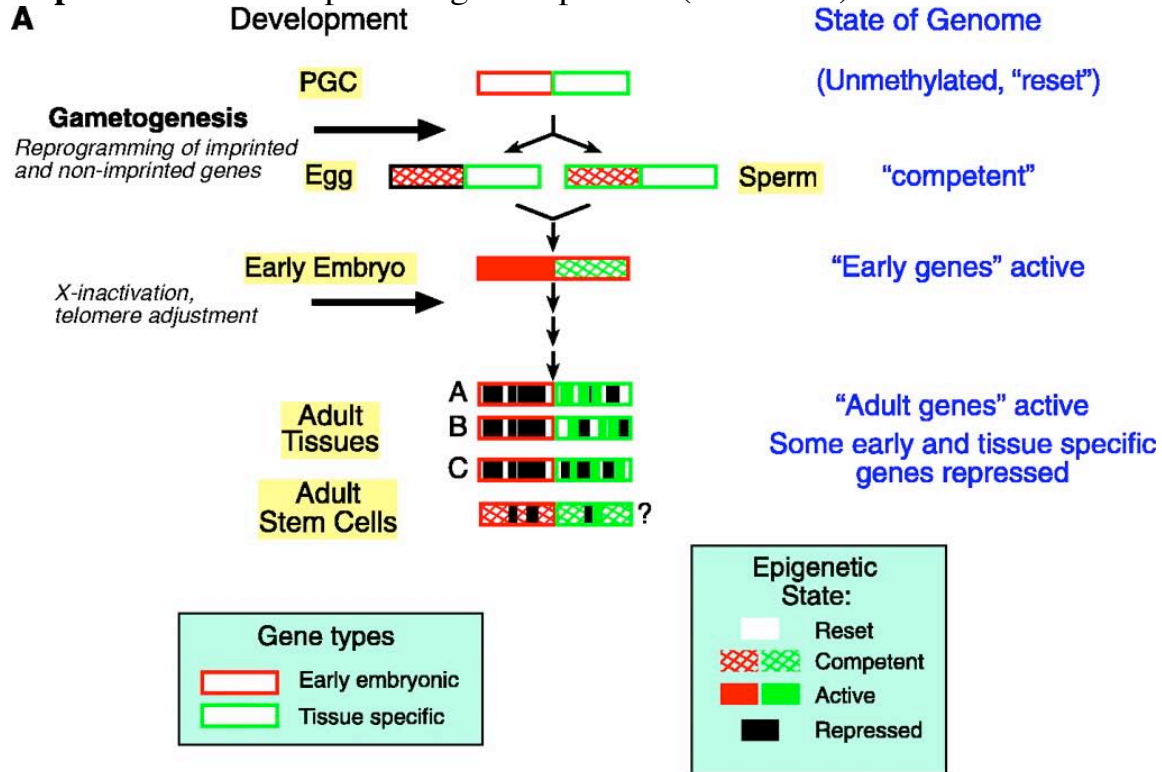 A
Development
State of Genome
PGC
(Unmethylated, “reset”)
Gametogenesis
Reprogramming of imprinted
and non-imprinted genes
Egg
Sperm
“competent”
Early Embryo
“Early genes” active
X-inactivation,
telomere adjustment
A
Adult
Tissues
B
“Adult genes” active
Some early and tissue specific
genes repressed
C
Adult
Stem Cells
?
Gene types
Early embryonic
Tissue specific
Epigenetic
State:
Reset
Competent
Active
Repressed